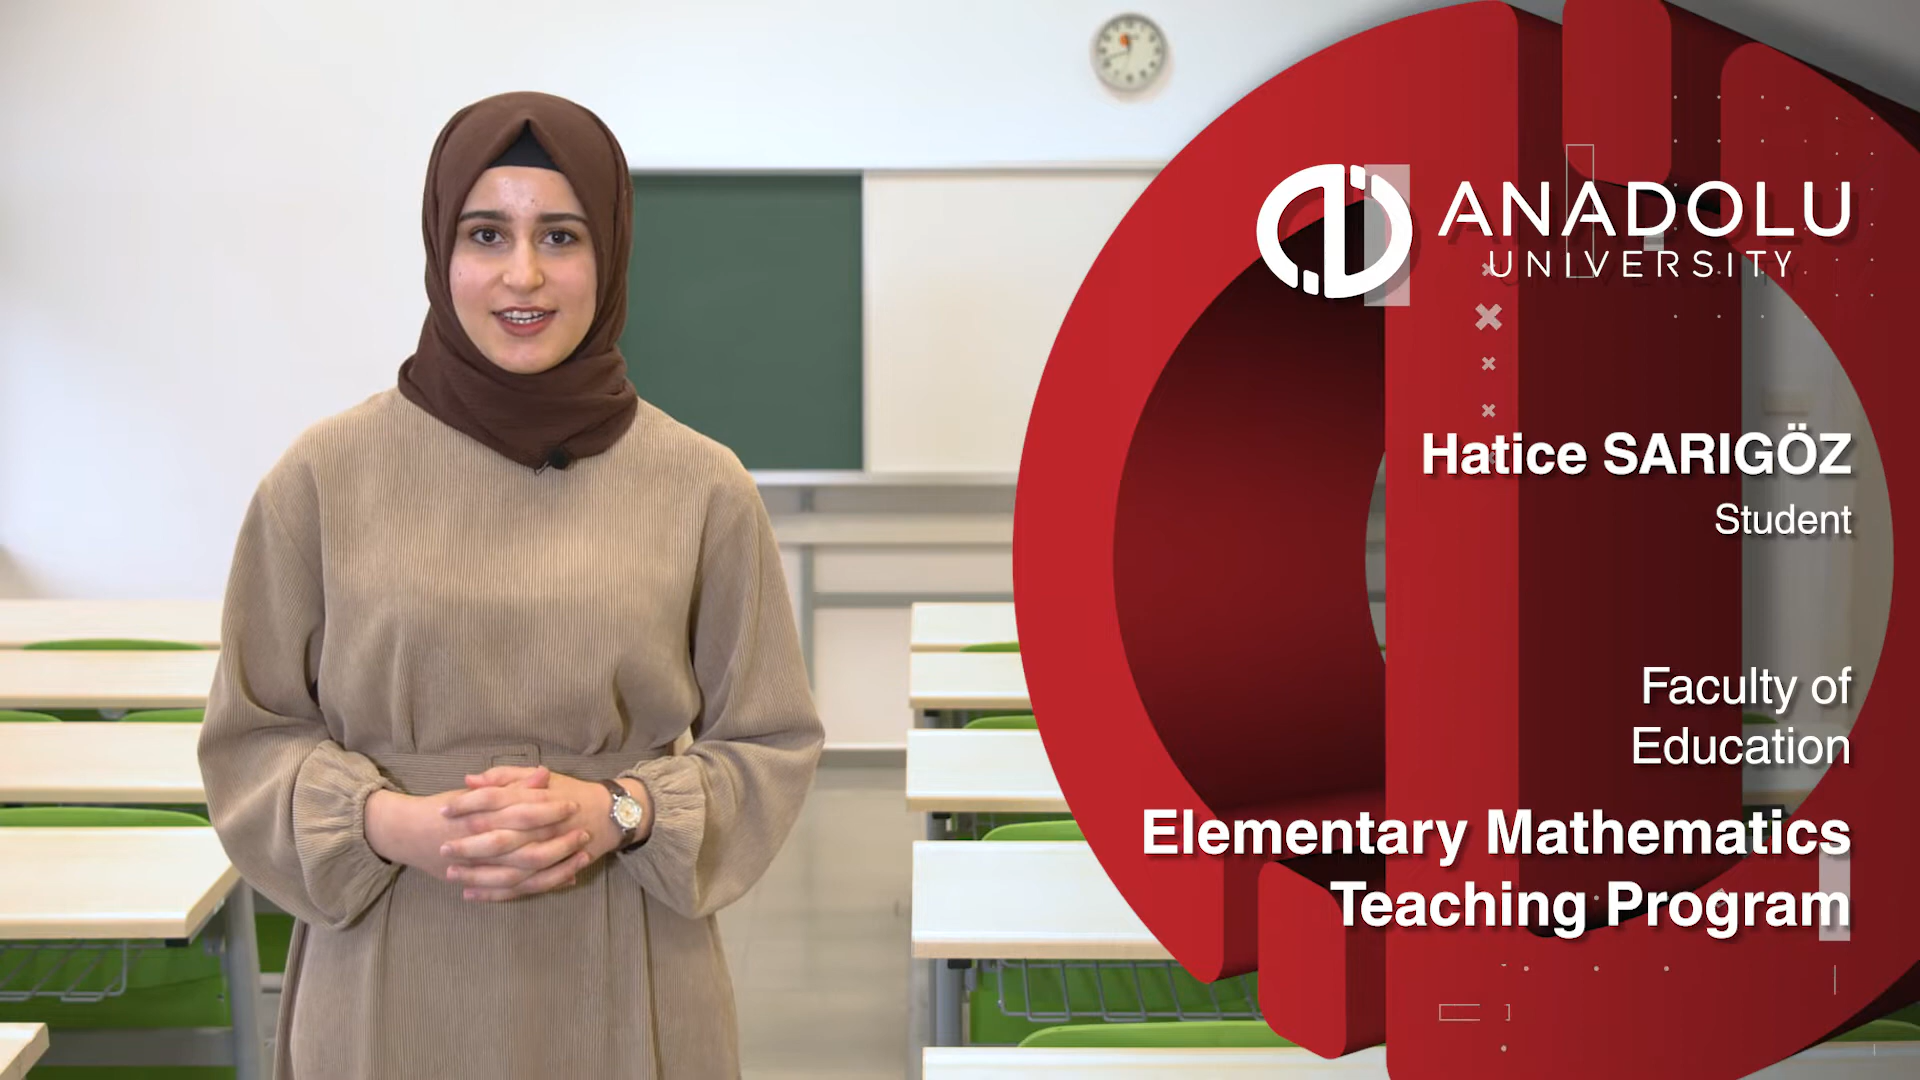 ANADOLU
UNIVERSITY
Hatice SARIGÖZ
Student
Faculty of
Education
Elementary Mathematics
Teaching Program